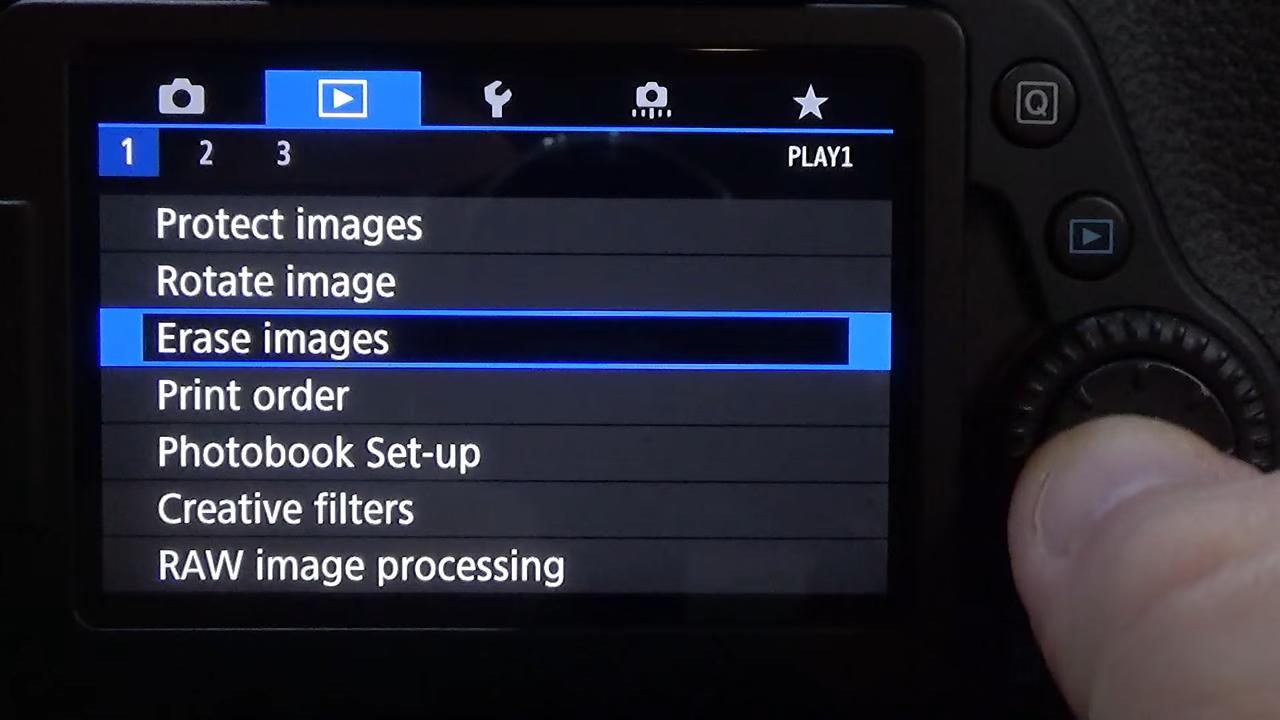 1 2 3 PLAY1
Protect images
Rotate image
Erase images
Print order
Photobook Set-up
Creative filters
RAW image processing
Q